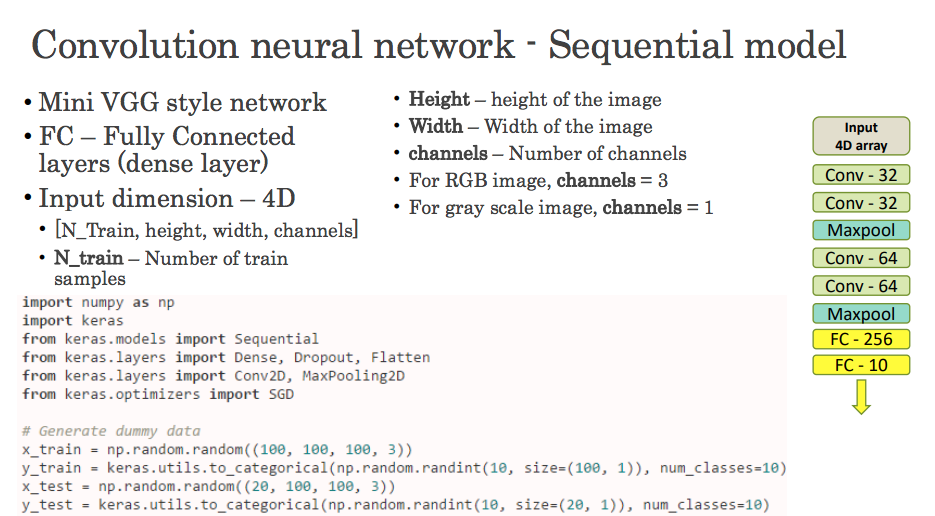 Convolution neural network - Sequential model
• Mini VGG style network
• FC – Fully Connected
layers (dense layer)
• Input dimension – 4D
• [N_Train, height, width, channels]
• N_train – Number of train
samples
• Height – height of the image
• Width – Width of the image
• channels – Number of channels
• For RGB image, channels = 3
• For gray scale image, channels = 1
Input
4D array
Conv - 32
Conv - 32
Maxpool
Conv - 64
Conv - 64
Maxpool
FC - 256
FC - 10
import numpy as np
import keras
from keras.models import Sequential
from keras.layers import Dense, Dropout, Flatten
from keras.layers import Conv2D, MaxPooling2D
from keras.optimizers import SGD
# Generate dummy data
x_train = np.random.random((100, 100, 100, 3))
y_train = keras.utils.to_categorical(np.random.randint(10, size=(100, 1)), num_classes=10)
x_test = np.random.random((20, 100, 100, 3))
y_test = keras.utils.to_categorical(np.random.randint(10, size=(20, 1)), num_classes=10)